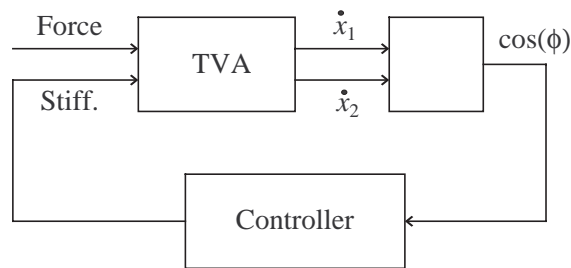 Force
ẋ₁
cos(ϕ)
TVA
Stiff.
ẋ₂
Controller